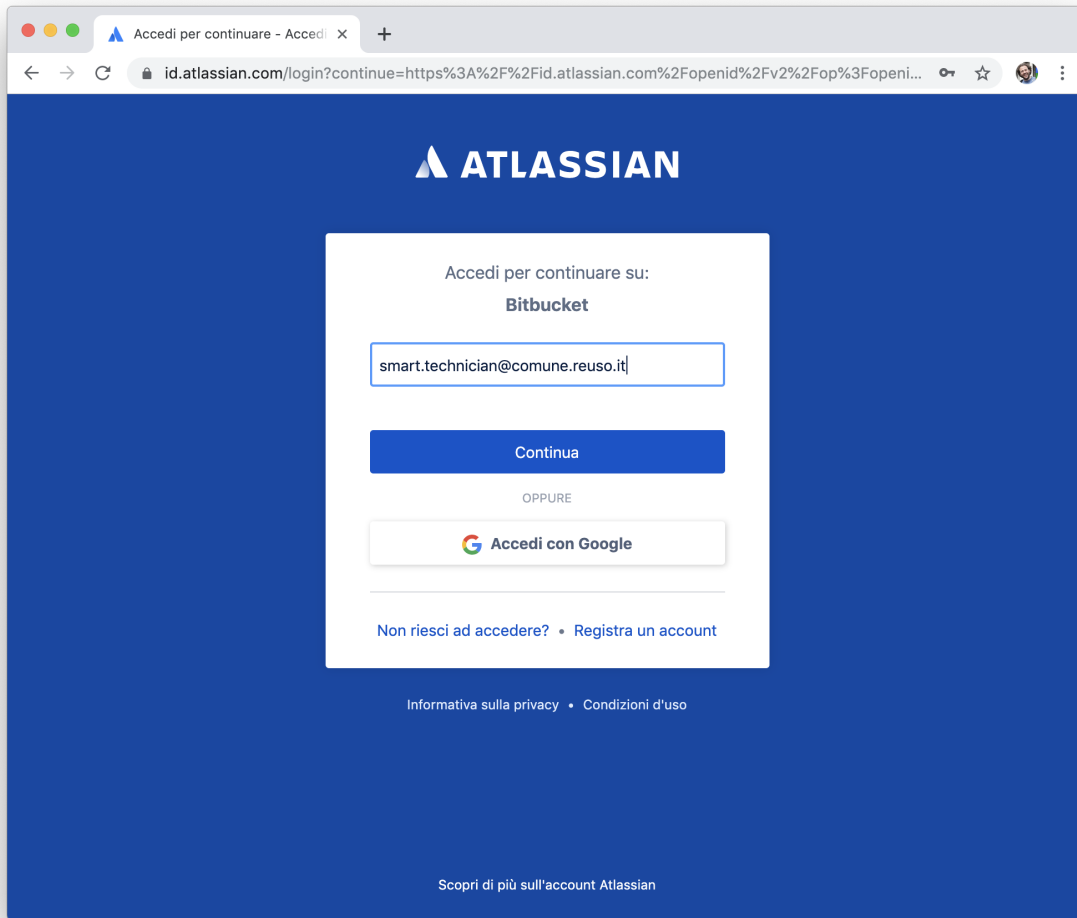 Accedi per continuare - Accedi
id.atlassian.com/login?continue=https%3A%2F%2Fid.atlassian.com%2Fopenid%2Fv2%2Fop%3Fopeni...
ATLASSIAN
Accedi per continuare su:
Bitbucket
smart.technician@comune.reuso.it
Continua
OPPURE
Accedi con Google
Non riesci ad accedere? • Registra un account
Informativa sulla privacy • Condizioni d'uso
Scopri di più sull'account Atlassian